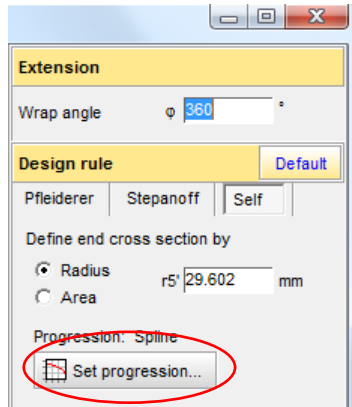 Extension
Wrap angle φ 360 °
Design rule Default
Pfleiderer Stepanoff Self
Define end cross section by
Radius r5' 29.602 mm
Area
Progression: Spline
Set progression...